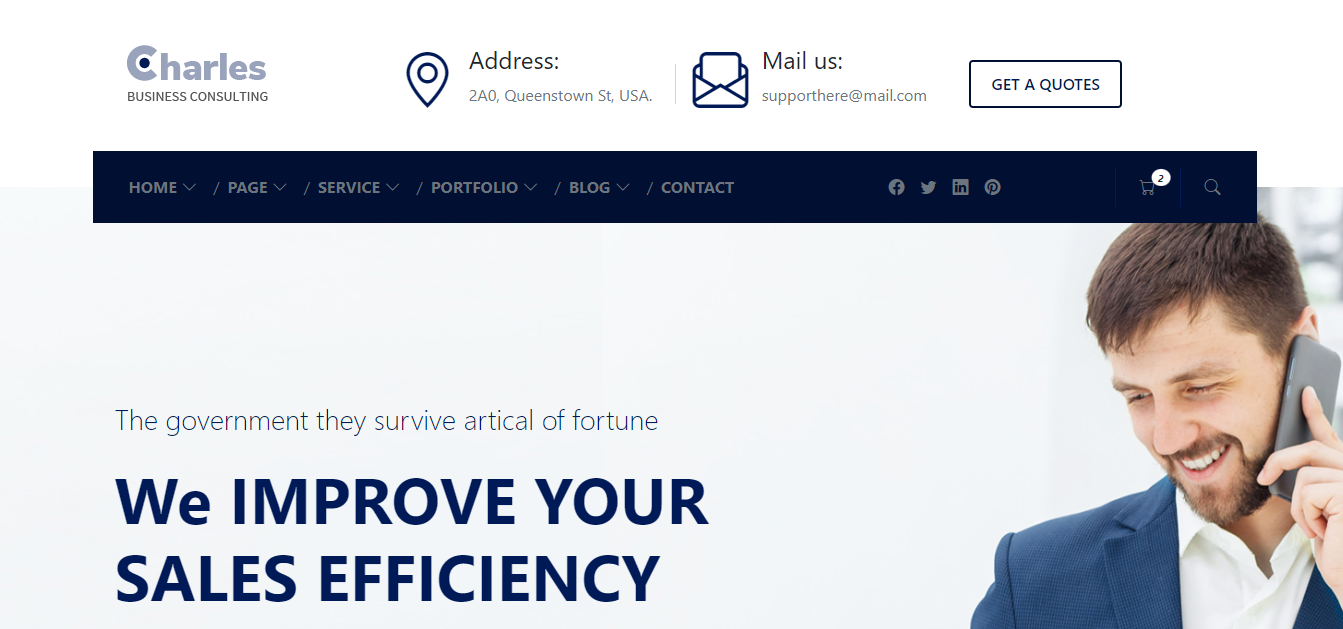 Charles
BUSINESS CONSULTING
Address:
2A0, Queenstown St, USA.
Mail us:
supporthere@mail.com
GET A QUOTES
HOME / PAGE / SERVICE / PORTFOLIO / BLOG / CONTACT
2
The government they survive artical of fortune
We IMPROVE YOUR
SALES EFFICIENCY